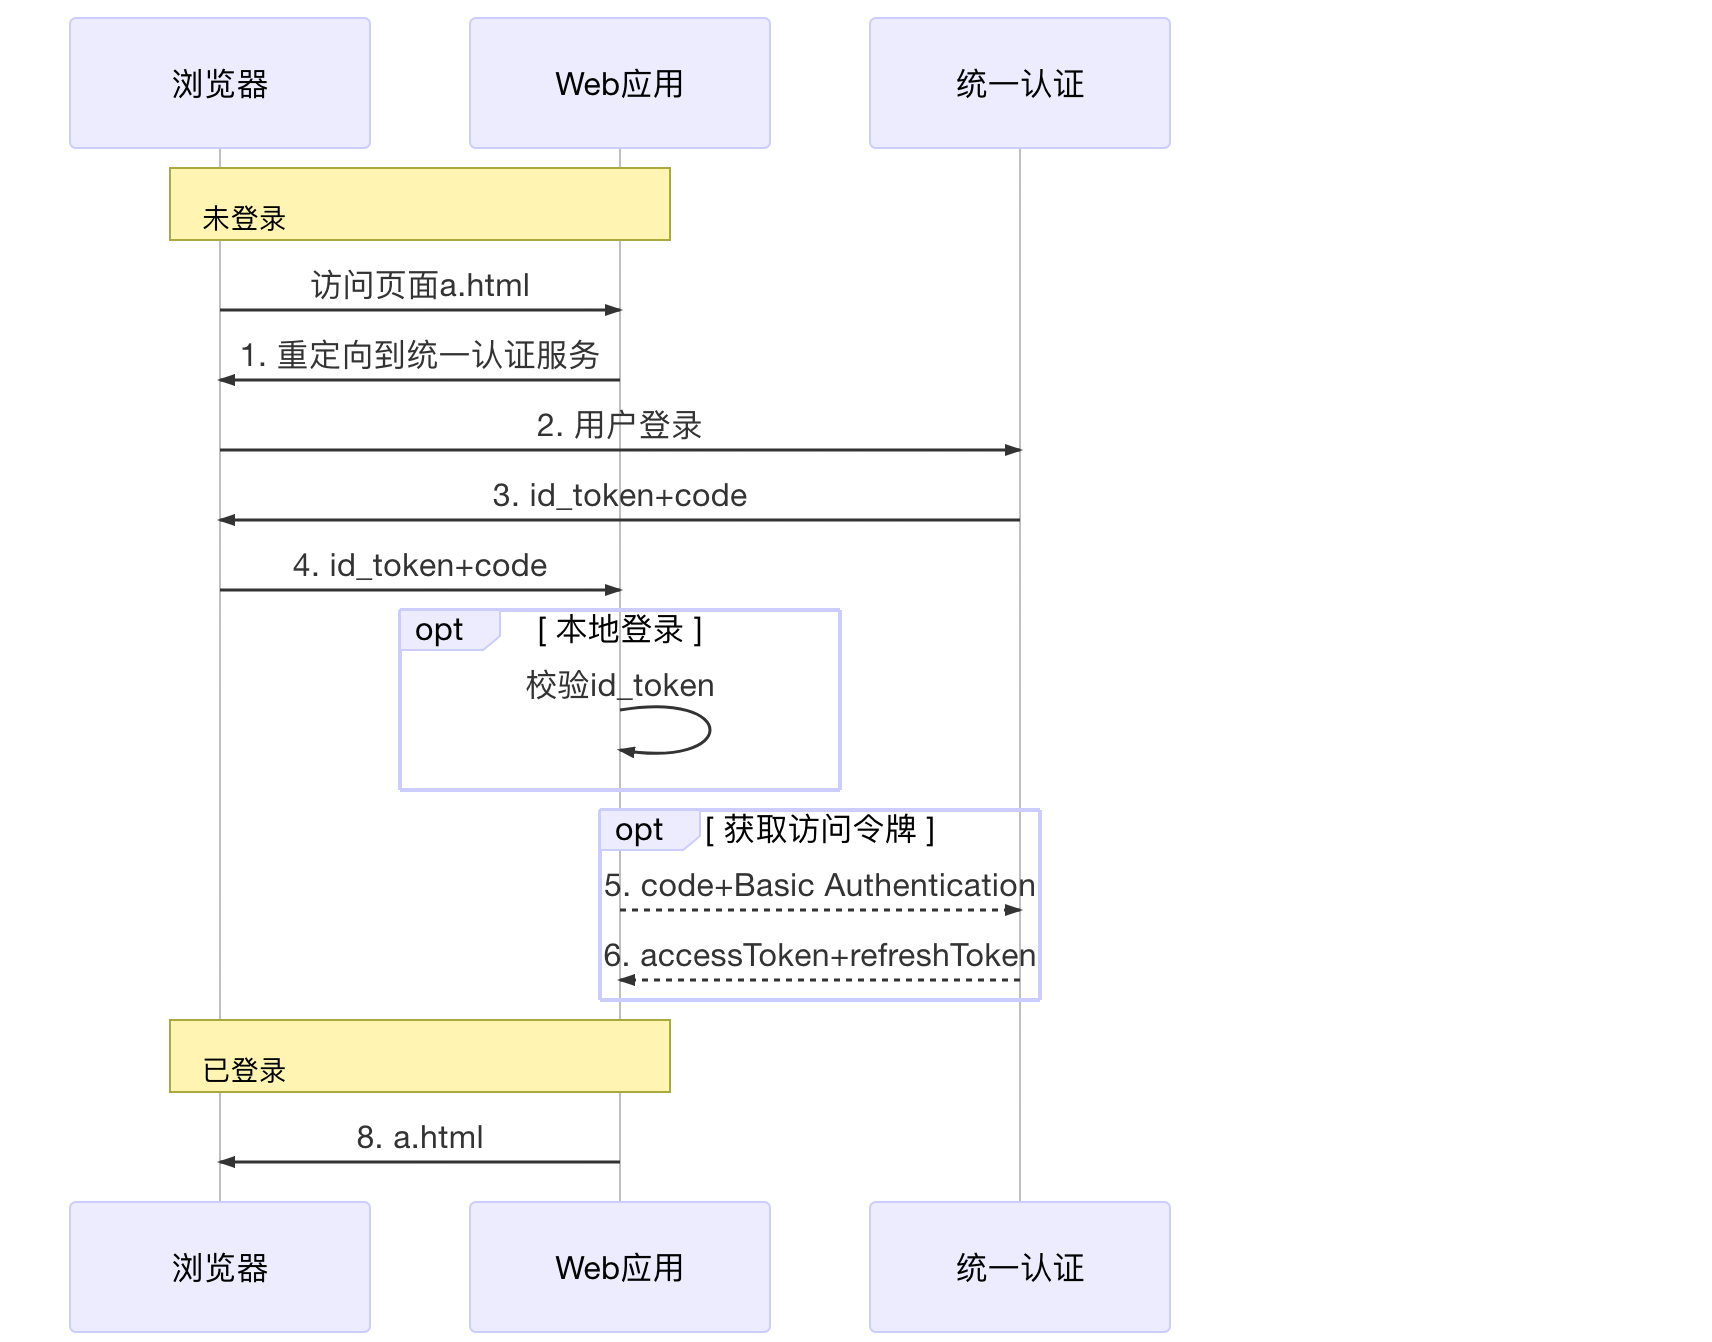 浏览器
Web应用
统一认证
未登录
访问页面a.html
1. 重定向到统一认证服务
2. 用户登录
3. id_token+code
4. id_token+code
opt
[ 本地登录 ]
校验id_token
opt
[ 获取访问令牌 ]
5. code+Basic Authentication
6. accessToken+refreshToken
已登录
8. a.html
浏览器
Web应用
统一认证